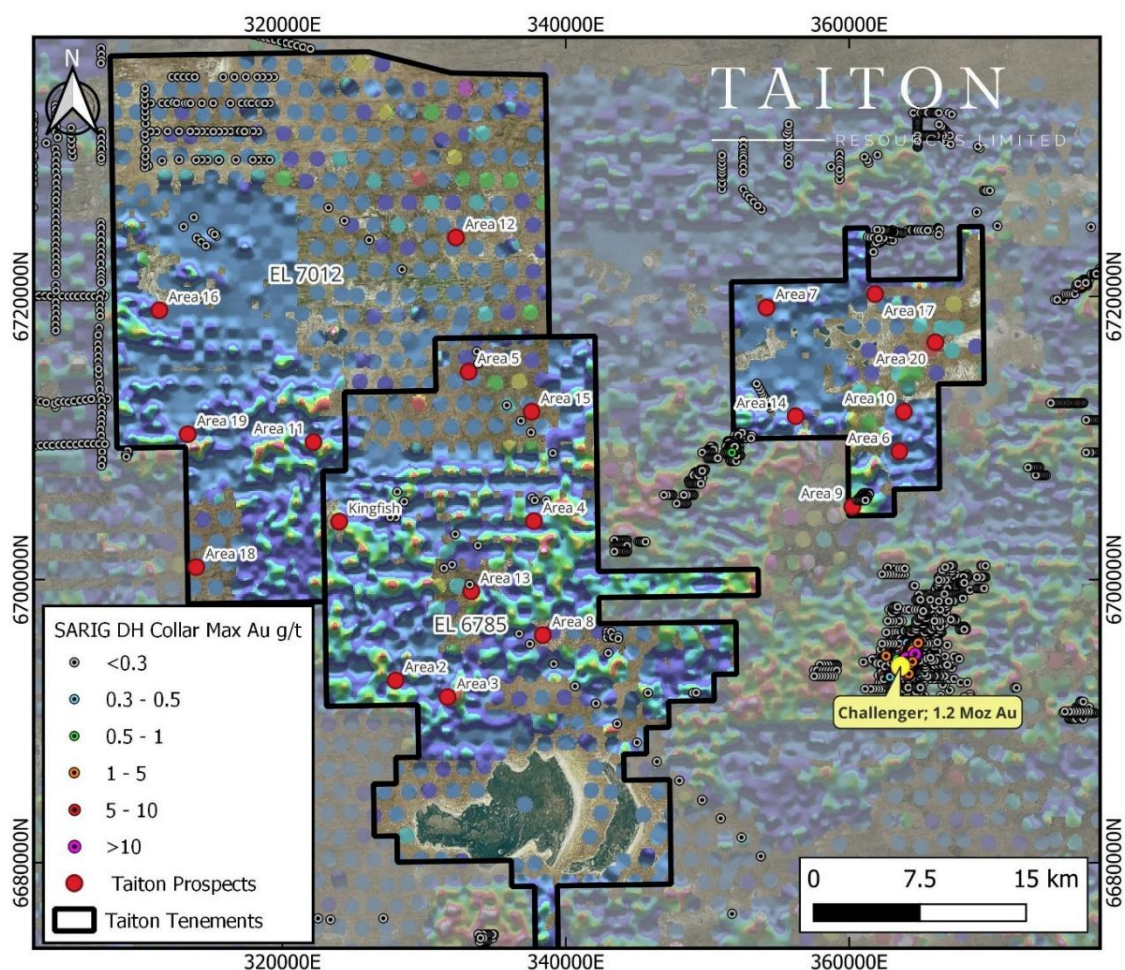 320000E
340000E
360000E
N
TAITON
RESOURCES LIMITED
6720000N
6700000N
6680000N
6720000N
6700000N
6680000N
Area 12
EL 7012
Area 16
Area 7
Area 17
Area 5
Area 20
Area 15
Area 14
Area 10
Area 19
Area 11
Area 6
Area 9
Kingfish
Area 4
Area 18
Area 13
EL 6785
Area 8
Area 2
Area 3
Challenger; 1.2 Moz Au
SARIG DH Collar Max Au g/t
<0.3
0.3 - 0.5
0.5 - 1
1 - 5
5 - 10
>10
Taiton Prospects
Taiton Tenements
0 7.5 15 km
320000E
340000E
360000E